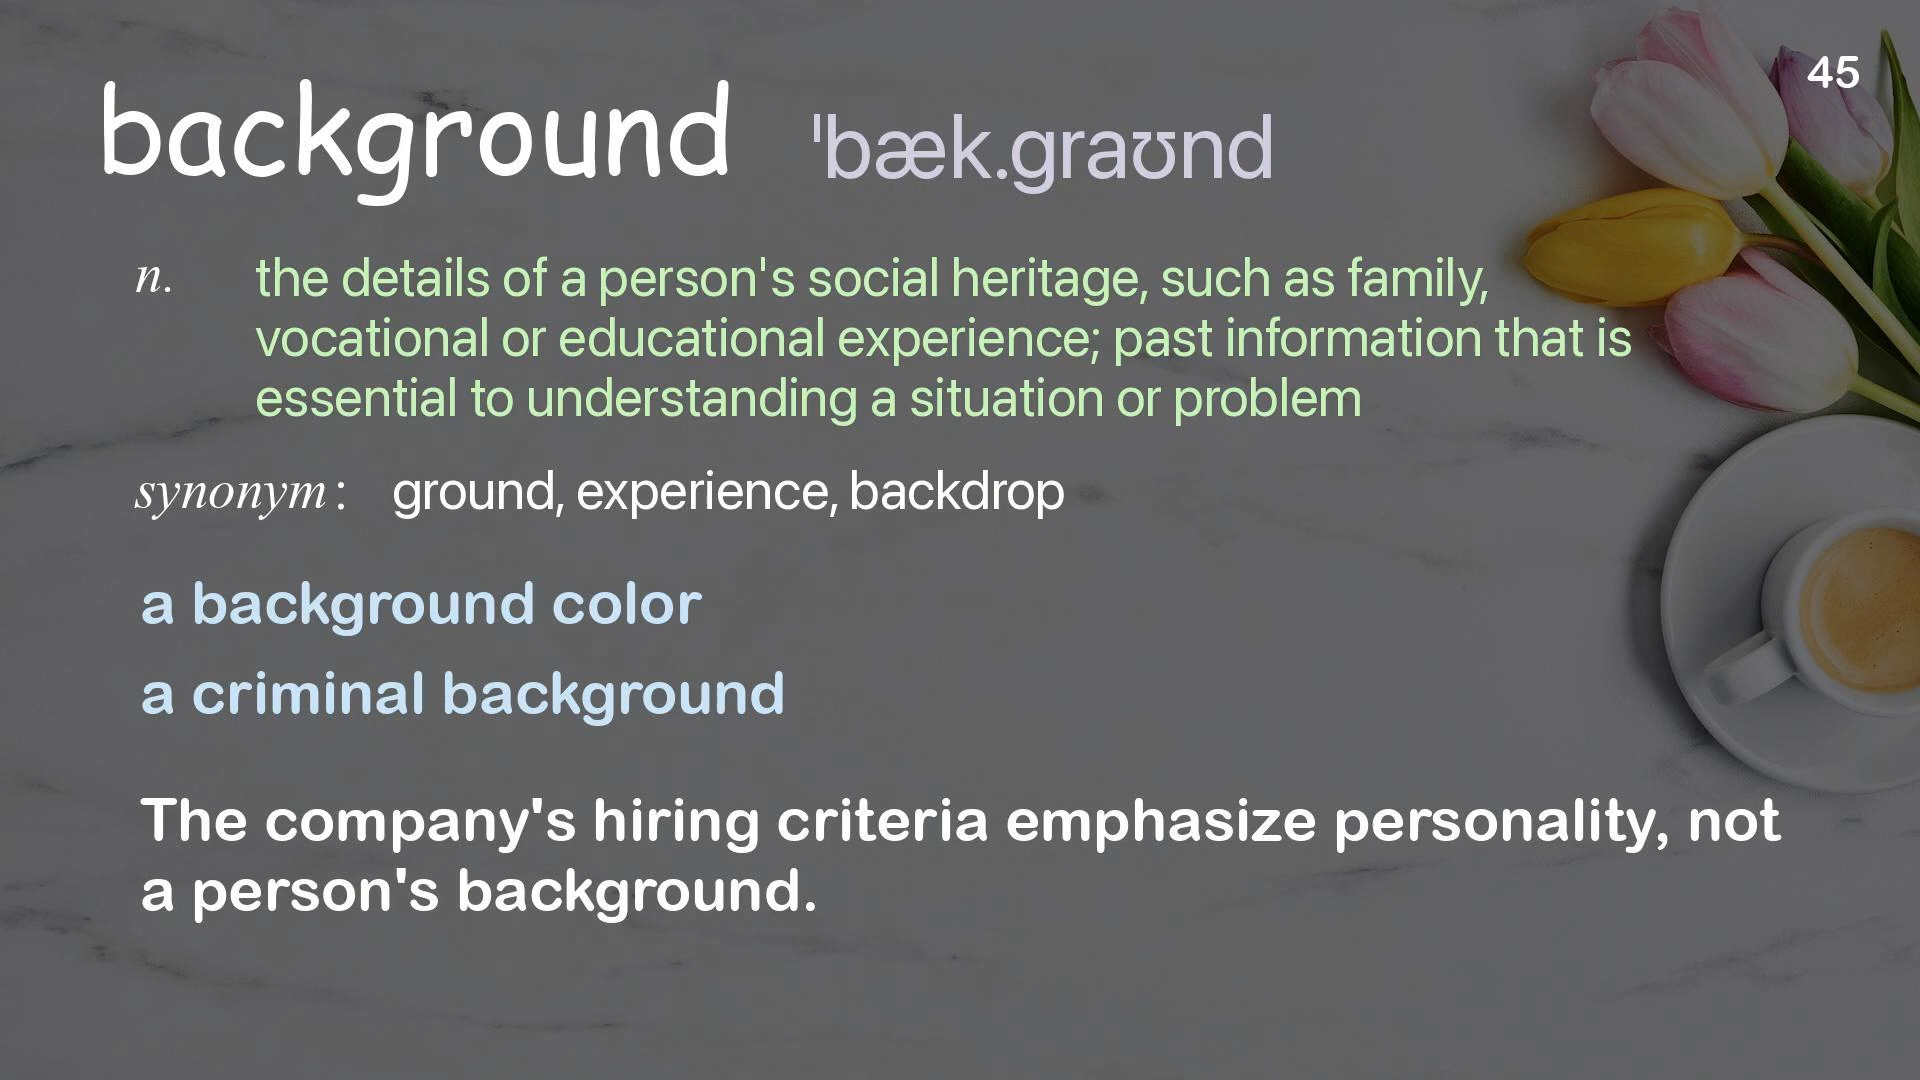 45
background ˈbæk.graʊnd
n. the details of a person's social heritage, such as family,
vocational or educational experience; past information that is
essential to understanding a situation or problem
synonym: ground, experience, backdrop
a background color
a criminal background
The company's hiring criteria emphasize personality, not
a person's background.